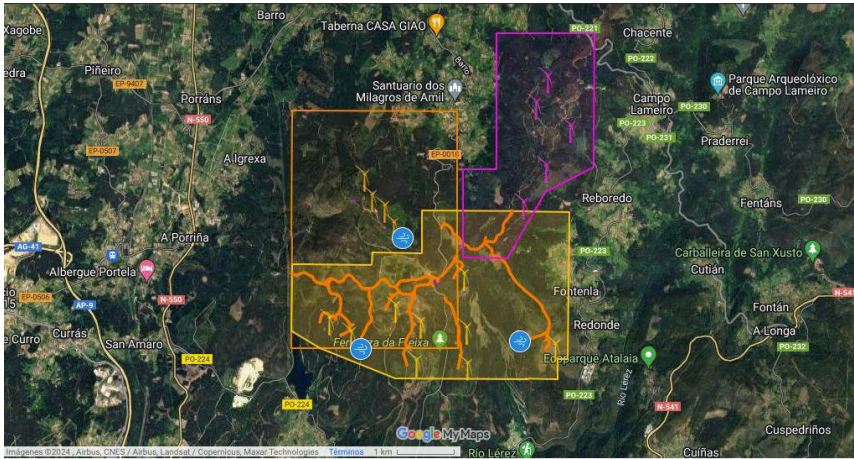 Barro
Xagobe
Taberna CASA GIAO
PO-221
Chacente
Barro
PO-222
edra
Piñeiro
EP-9407
Porráns
Santuario dos
Milagros de Amil
Parque Arqueolóxico
de Campo Lameiro
Campo
Lameiro
PO-230
N-550
PO-223
PO-231
Praderrei
EP-0507
A Igrexa
EP-0010
Reboredo
Fentáns
PO-230
A Porriña
AG-41
PO-223
Carballeira de San Xusto
Albergue Portela
Cutián
EP-0506
AP-9
N-550
Fontenla
N-541
Fontán
Redonde
A Longa
o Curro
Currás
San Amaro
PO-224
Ecoparque Atalaia
PO-232
Río Lérez
PO-223
PO-224
N-541
Cuspedriños
Google My Maps
Imágenes ©2024 , Airbus, CNES / Airbus, Landsat / Copernicus, Maxar Technologies
Términos
1 km
Río Lérez
Cuíñas